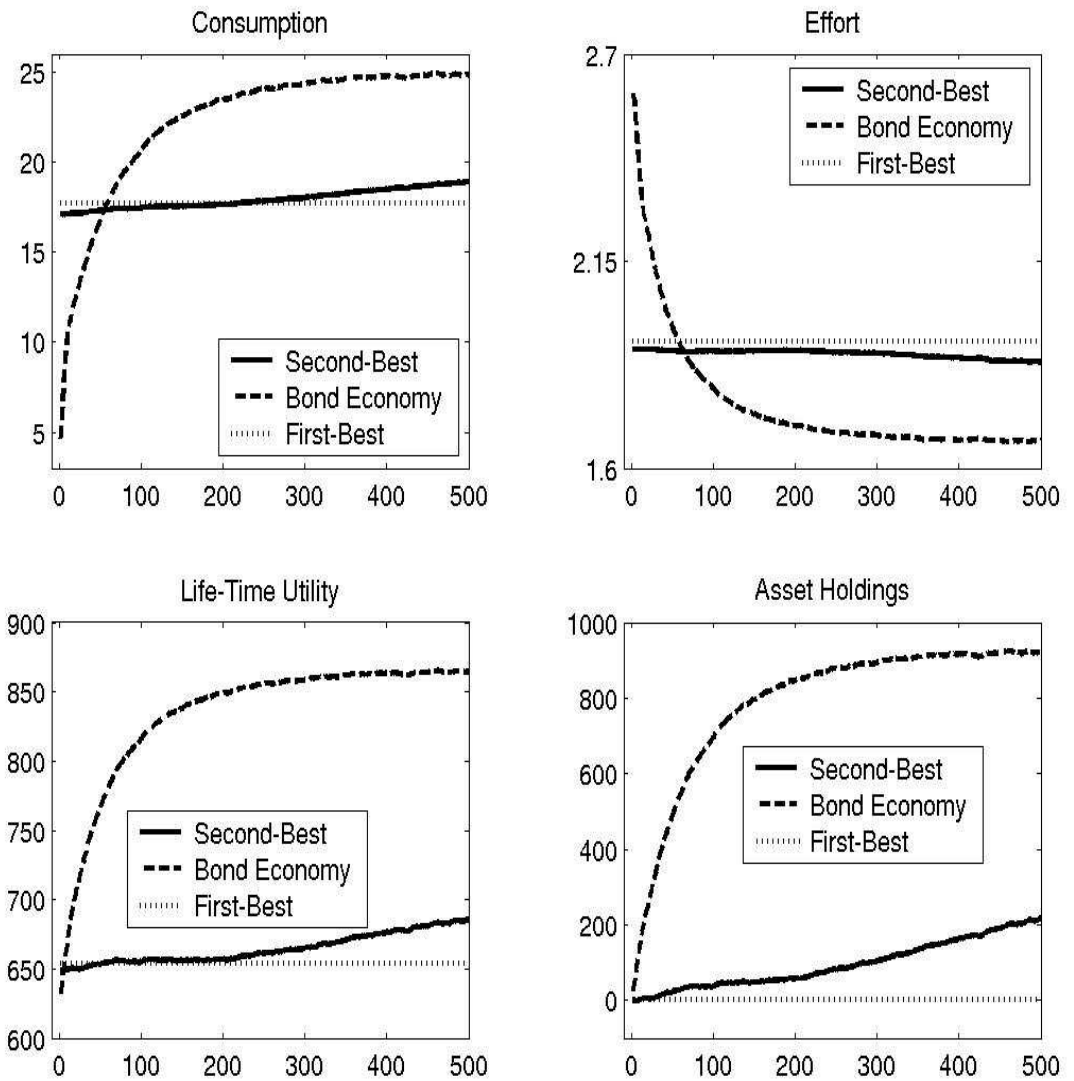 Consumption
25
20
15
10
5
Second-Best
Bond Economy
First-Best
0 100 200 300 400 500
Effort
2.7
2.15
1.6
Second-Best
Bond Economy
First-Best
0 100 200 300 400 500
Life-Time Utility
900
850
800
750
700
650
600
Second-Best
Bond Economy
First-Best
0 100 200 300 400 500
Asset Holdings
1000
800
600
400
200
0
Second-Best
Bond Economy
First-Best
0 100 200 300 400 500